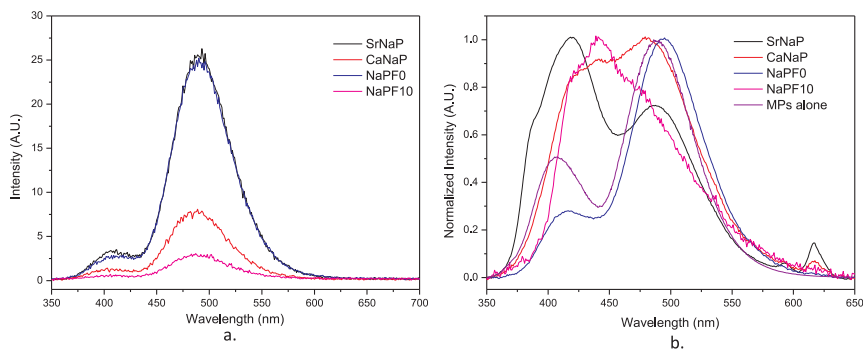 30
25
20
15
10
5
0
Intensity (A.U.)
SrNaP
CaNaP
NaPF0
NaPF10
350 400 450 500 550 600 650 700
Wavelength (nm)
a.
1,0
0,8
0,6
0,4
0,2
0,0
Normalized Intensity (A.U.)
SrNaP
CaNaP
NaPF0
NaPF10
MPs alone
350 400 450 500 550 600 650
Wavelength (nm)
b.